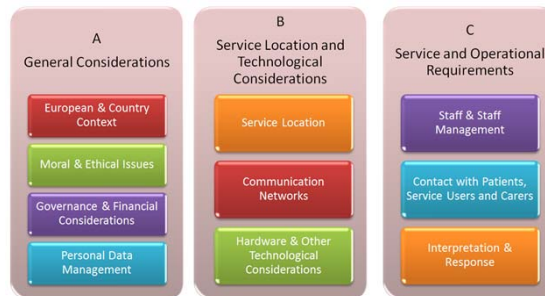 A
General Considerations
European & Country
Context
Moral & Ethical Issues
Governance & Financial
Considerations
Personal Data
Management
B
Service Location and
Technological
Considerations
Service Location
Communication
Networks
Hardware & Other
Technological
Considerations
C
Service and Operational
Requirements
Staff & Staff
Management
Contact with Patients,
Service Users and Carers
Interpretation &
Response